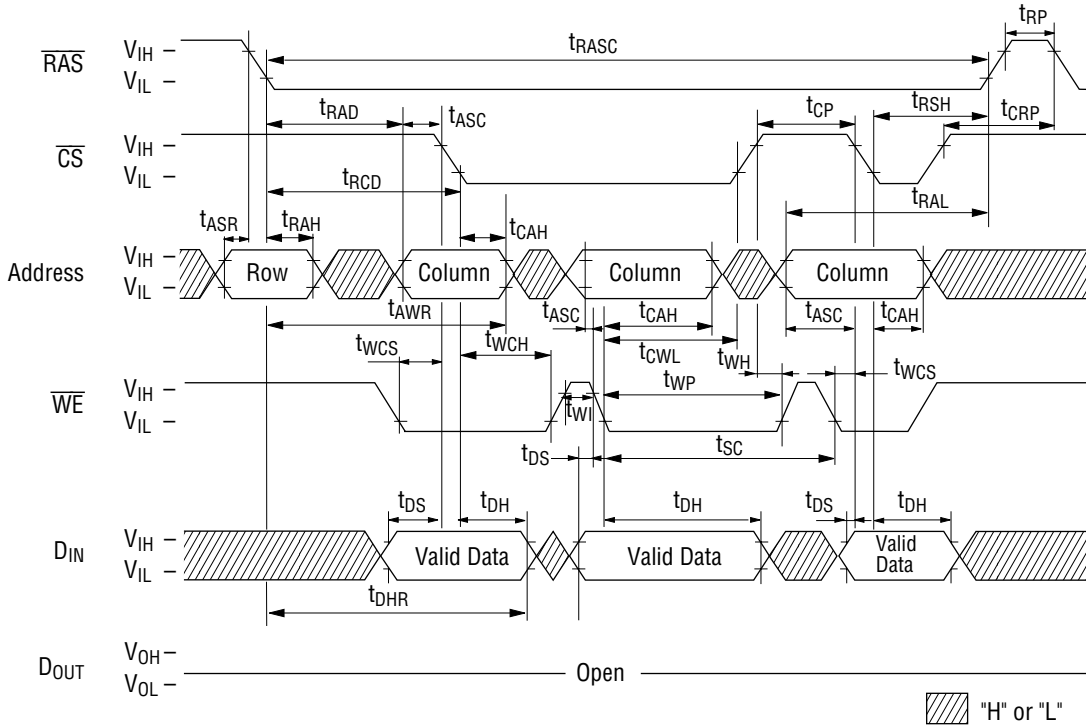 tRP
RAS VIH – tRASC
VIL –
tRAD tASC tCP tRSH tCRP
CS VIH –
VIL –
tRCD tRAL
tASR tRAH tCAH
Address VIH – Row Column Column Column
VIL –
tAWR tASC tCAH tASC tCAH
tWCS tWCH tCWL tWH tWCS
WE VIH – tWP
VIL – tWI
tDS tSC
tDS tDH tDH tDS tDH
DIN VIH – Valid Data Valid Data Valid Data
VIL –
tDHR
DOUT VOH –
Open
VOL –
"H" or "L"